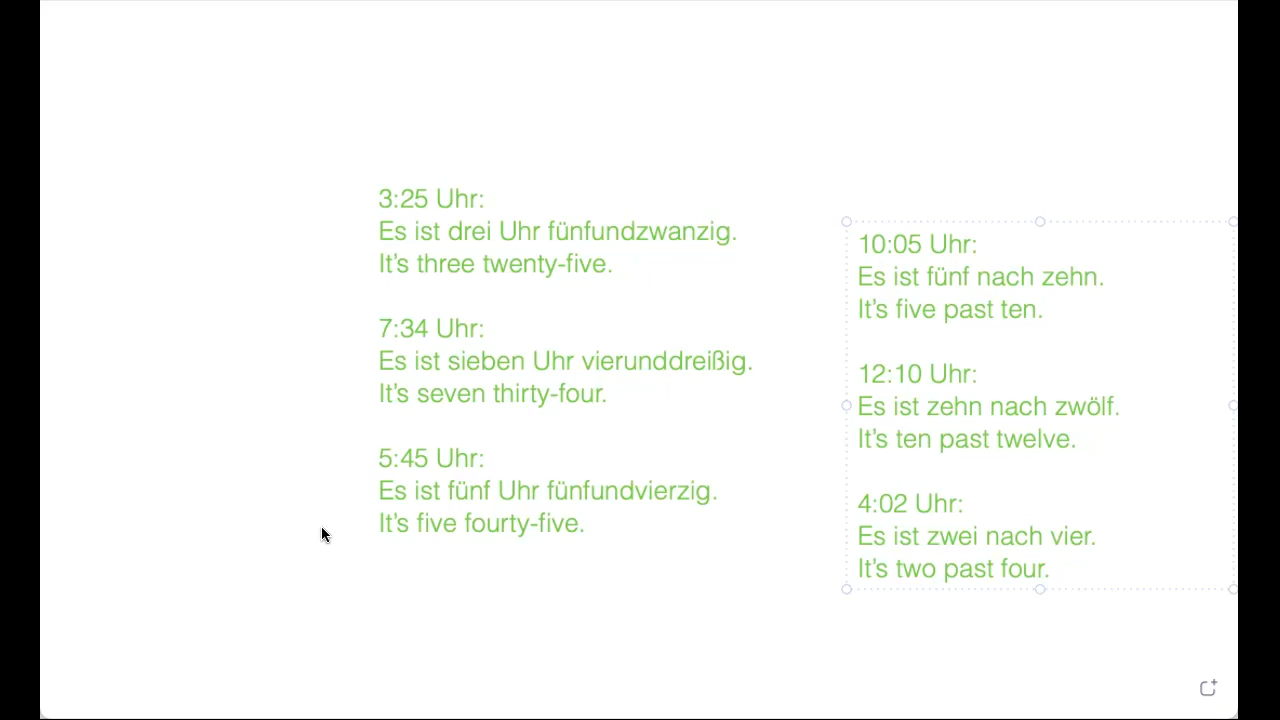 3:25 Uhr:
Es ist drei Uhr fünfundzwanzig.
It's three twenty-five.
7:34 Uhr:
Es ist sieben Uhr vierunddreißig.
It's seven thirty-four.
5:45 Uhr:
Es ist fünf Uhr fünfundvierzig.
It's five fourty-five.
10:05 Uhr:
Es ist fünf nach zehn.
It's five past ten.
12:10 Uhr:
Es ist zehn nach zwölf.
It's ten past twelve.
4:02 Uhr:
Es ist zwei nach vier.
It's two past four.